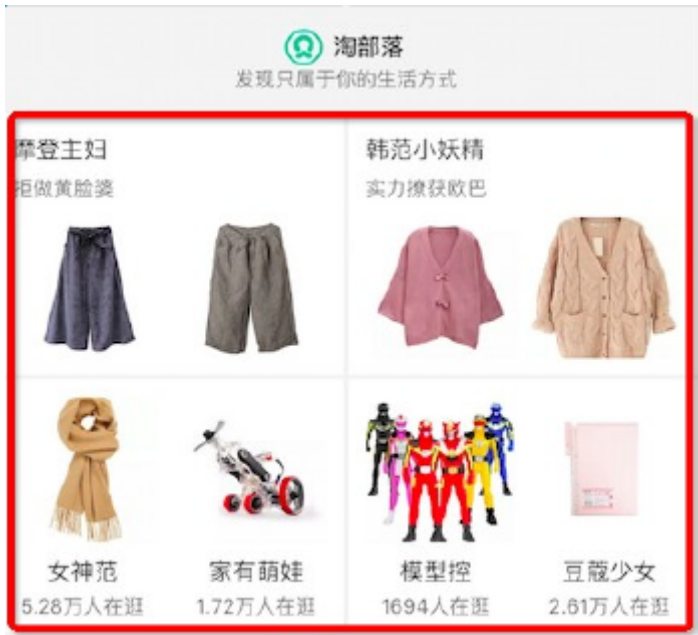 淘部落
发现只属于你的生活方式
摩登主妇
拒做黄脸婆
韩范小妖精
实力撩获欧巴
女神范
5.28万人在逛
家有萌娃
1.72万人在逛
模型控
1694人在逛
豆蔻少女
2.61万人在逛